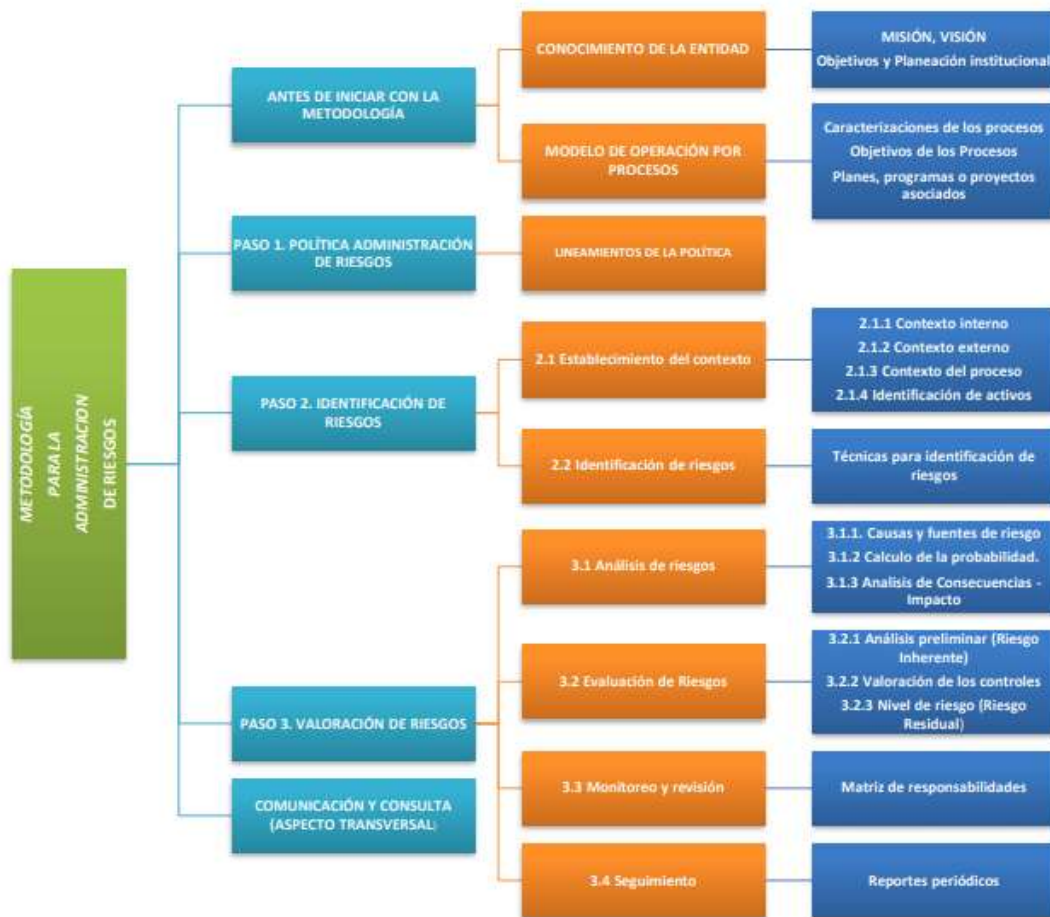 METODOLOGÍA
PARA LA
ADMINISTRACION
DE RIESGOS
ANTES DE INICIAR CON LA
METODOLOGÍA
CONOCIMIENTO DE LA ENTIDAD
MISIÓN, VISIÓN
Objetivos y Planeación institucional
MODELO DE OPERACIÓN POR
PROCESOS
Caracterizaciones de los procesos
Objetivos de los Procesos
Planes, programas o proyectos
asociados
PASO 1. POLÍTICA ADMINISTRACIÓN
DE RIESGOS
LINEAMIENTOS DE LA POLÍTICA
PASO 2. IDENTIFICACIÓN DE
RIESGOS
2.1 Establecimiento del contexto
2.1.1 Contexto interno
2.1.2 Contexto externo
2.1.3 Contexto del proceso
2.1.4 Identificación de activos
2.2 Identificación de riesgos
Técnicas para identificación de
riesgos
PASO 3. VALORACIÓN DE RIESGOS
3.1 Análisis de riesgos
3.1.1. Causas y fuentes de riesgo
3.1.2 Calculo de la probabilidad.
3.1.3 Analisis de Consecuencias -
Impacto
3.2 Evaluación de Riesgos
3.2.1 Análisis preliminar (Riesgo
Inherente)
3.2.2 Valoración de los controles
3.2.3 Nivel de riesgo (Riesgo
Residual)
3.3 Monitoreo y revisión
Matriz de responsabilidades
3.4 Seguimiento
Reportes periódicos
COMUNICACIÓN Y CONSULTA
(ASPECTO TRANSVERSAL)